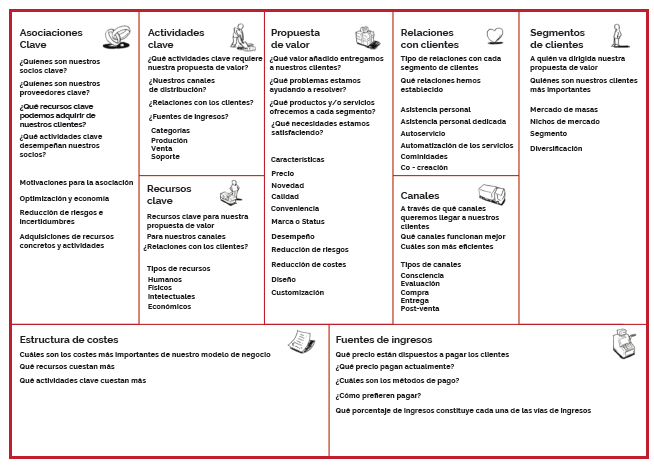 Asociaciones
Clave
¿Quienes son nuestros
socios clave?
¿Quienes son nuestros
proveedores clave?
¿Qué recursos clave
podemos adquirir de
nuestros clientes?
¿Qué actividades clave
desempeñan nuestros
socios?
Motivaciones para la asociación
Optimización y economía
Reducción de riesgos e
incertidumbres
Adquisiciones de recursos
concretos y actividades
Actividades
clave
¿Qué actividades clave requiere
nuestra propuesta de valor?
¿Nuestros canales
de distribución?
¿Relaciones con los clientes?
¿Fuentes de ingresos?
Categorías
Produción
Venta
Soporte
Recursos
clave
Recursos clave para nuestra
propuesta de valor
Para nuestros canales
¿Relaciones con los clientes?
Tipos de recursos
Humanos
Físicos
Intelectuales
Económicos
Propuesta
de valor
¿Qué valor añadido entregamos
a nuestros clientes?
¿Qué problemas estamos
ayudando a resolver?
¿Qué productos y/o servicios
ofrecemos a cada segmento?
¿Qué necesidades estamos
satisfaciendo?
Características
Precio
Novedad
Calidad
Conveniencia
Marca o Status
Desempeño
Reducción de riesgos
Reducción de costes
Diseño
Customización
Relaciones
con clientes
Tipo de relaciones con cada
segmento de clientes
Qué relaciones hemos
establecido
Asistencia personal
Asistencia personal dedicada
Autoservicio
Automatización de los servicios
Cominidades
Co - creación
Canales
A través de qué canales
queremos llegar a nuestros
clientes
Qué canales funcionan mejor
Cuáles son más eficientes
Tipos de canales
Consciencia
Evaluación
Compra
Entrega
Post-venta
Segmentos
de clientes
A quién va dirigida nuestra
propuesta de valor
Quiénes son nuestros clientes
más importantes
Mercado de masas
Nichos de mercado
Segmento
Diversificación
Estructura de costes
Cuáles son los costes más importantes de nuestro modelo de negocio
Qué recursos cuestan más
Qué actividades clave cuestan más
Fuentes de ingresos
Qué precio están dispuestos a pagar los clientes
¿Qué precio pagan actualmente?
¿Cuáles son los métodos de pago?
¿Cómo prefieren pagar?
Qué porcentaje de ingresos constituye cada una de las vías de ingresos